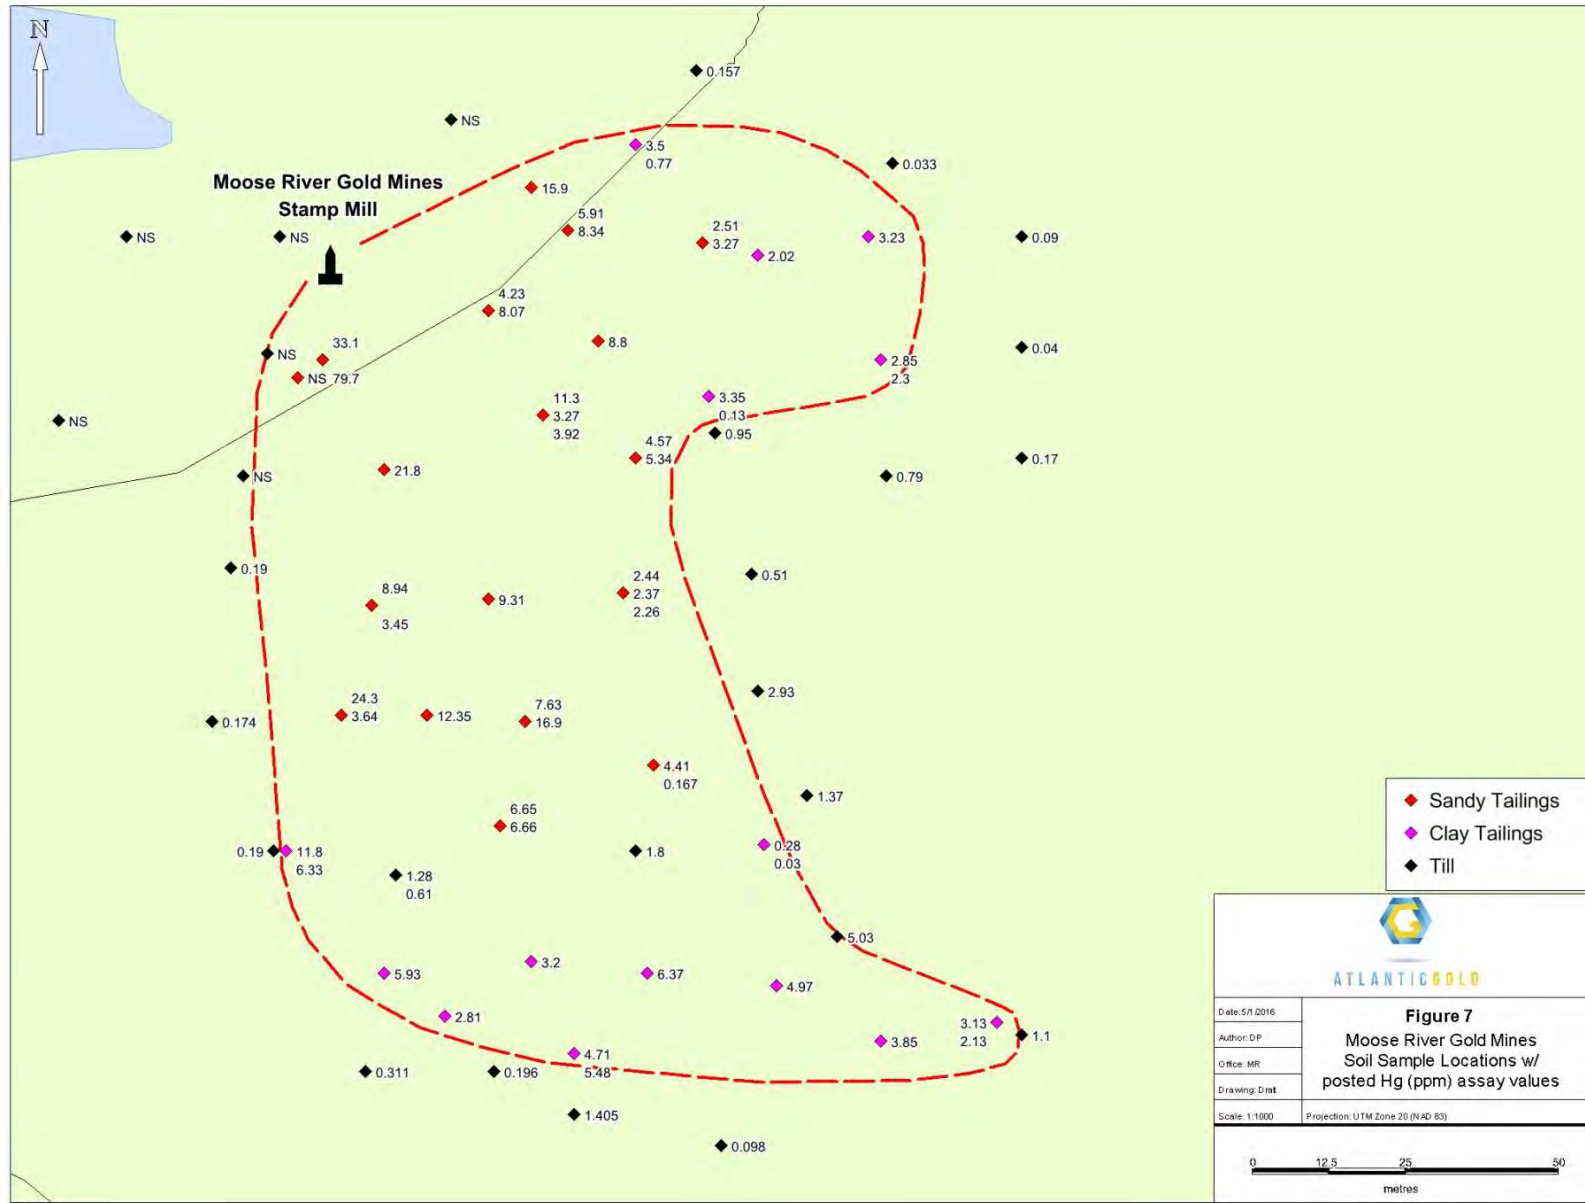 N
0.157
NS
3.5
0.77
0.033
Moose River Gold Mines
Stamp Mill
15.9
5.91
8.34
2.51
3.27
2.02
3.23
NS
NS
0.09
4.23
8.07
8.8
0.04
33.1
NS
NS 79.7
2.85
2.3
3.35
0.13
0.95
11.3
3.27
3.92
NS
4.57
5.34
0.17
21.8
NS
0.79
0.19
8.94
3.45
9.31
2.44
2.37
2.26
0.51
2.93
24.3
3.64
12.35
7.63
16.9
0.174
4.41
0.167
1.37
6.65
6.66
0.19
11.8
6.33
1.8
0.28
0.03
1.28
0.61
5.03
5.93
3.2
6.37
4.97
2.81
3.13
2.13
1.1
3.85
4.71
5.48
0.311
0.196
1.405
0.098
Sandy Tailings
Clay Tailings
Till
ATLANTICGOLD
Date:5/1/2016
Author: DP
Office: MR
Drawing: Draft
Scale: 1:1000
Figure 7
Moose River Gold Mines
Soil Sample Locations w/
posted Hg (ppm) assay values
Projection: UTM Zone 20 (NAD 83)
0 12.5 25 50
metres